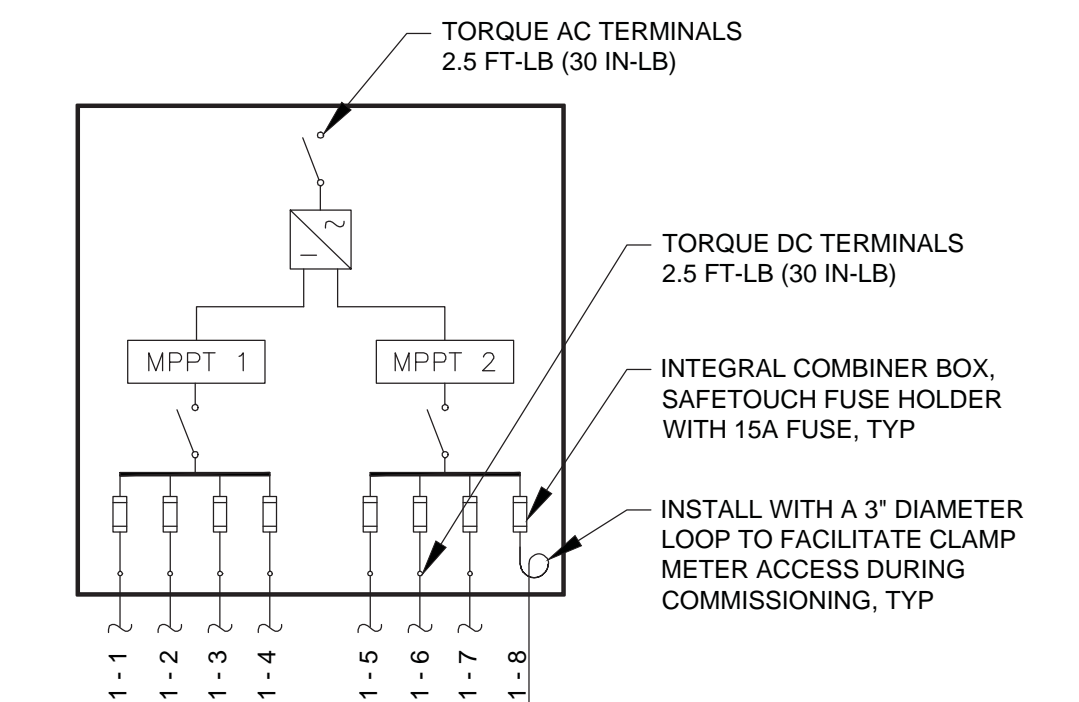 TORQUE AC TERMINALS
2.5 FT-LB (30 IN-LB)
TORQUE DC TERMINALS
2.5 FT-LB (30 IN-LB)
MPPT 1
MPPT 2
INTEGRAL COMBINER BOX,
SAFETOUCH FUSE HOLDER
WITH 15A FUSE, TYP
INSTALL WITH A 3" DIAMETER
LOOP TO FACILITATE CLAMP
METER ACCESS DURING
COMMISSIONING, TYP
1 - 1
1 - 2
1 - 3
1 - 4
1 - 5
1 - 6
1 - 7
1 - 8